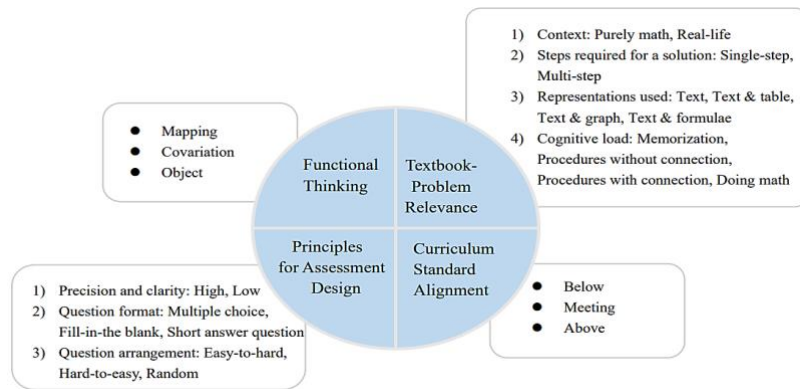 1) Context: Purely math, Real-life
2) Steps required for a solution: Single-step,
Multi-step
3) Representations used: Text, Text & table,
Text & graph, Text & formulae
4) Cognitive load: Memorization,
Procedures without connection,
Procedures with connection, Doing math
● Mapping
● Covariation
● Object
Functional
Thinking
Textbook-
Problem
Relevance
Principles
for Assessment
Design
Curriculum
Standard
Alignment
1) Precision and clarity: High, Low
2) Question format: Multiple choice,
Fill-in-the blank, Short answer question
3) Question arrangement: Easy-to-hard,
Hard-to-easy, Random
● Below
● Meeting
● Above